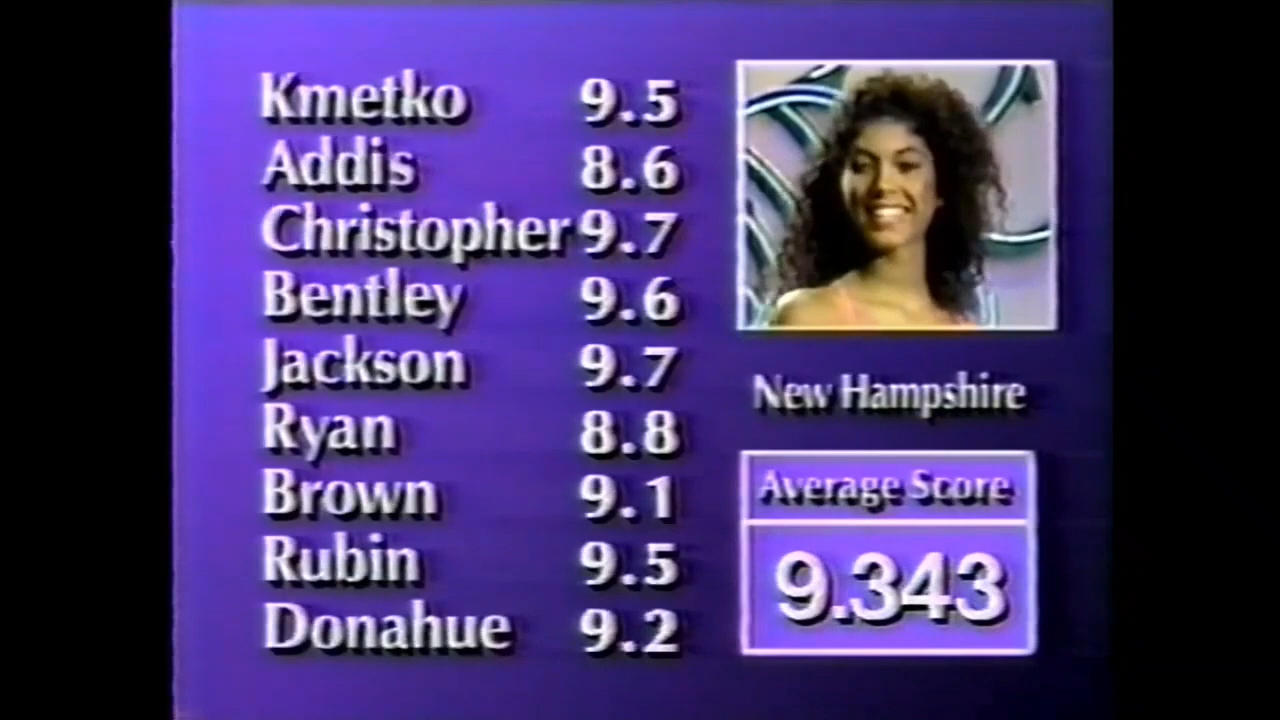 Kmetko 9.5
Addis 8.6
Christopher 9.7
Bentley 9.6
Jackson 9.7
Ryan 8.8
Brown 9.1
Rubin 9.5
Donahue 9.2
New Hampshire
Average Score
9.343